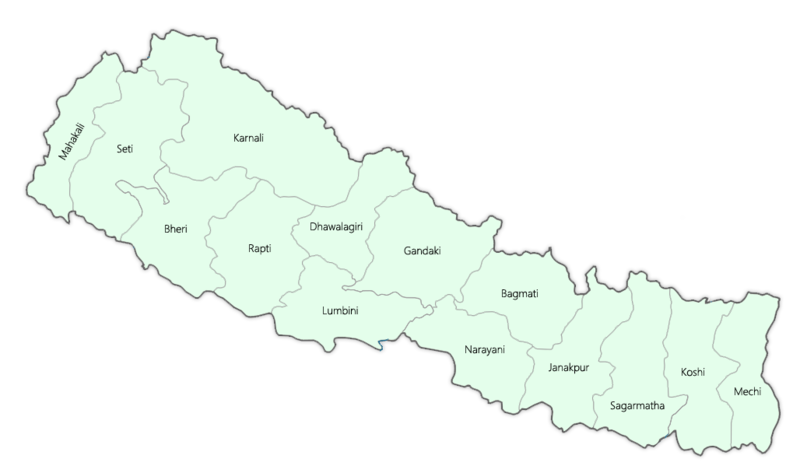 Mahakali
Seti
Karnali
Bheri
Rapti
Dhawalagiri
Gandaki
Lumbini
Bagmati
Narayani
Janakpur
Sagarmatha
Koshi
Mechi